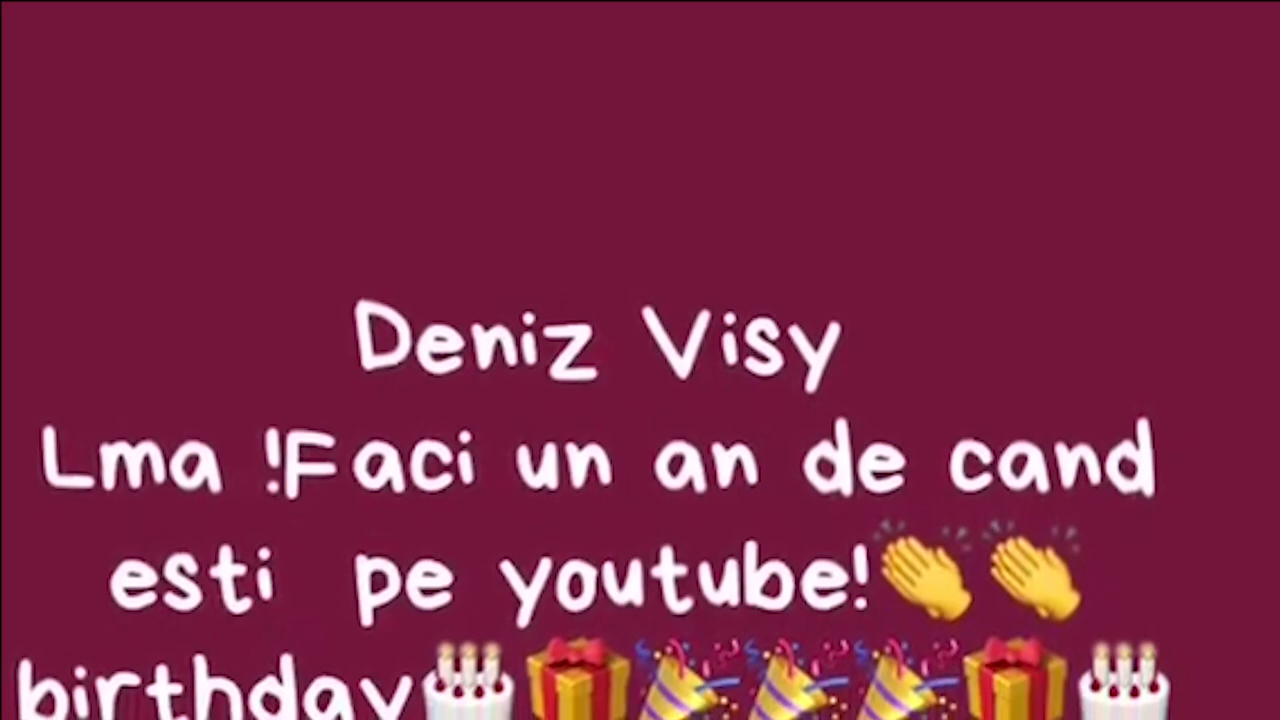 Deniz Visy
Lma !Faci un an de cand
esti pe youtube!👏👏
birthday🎂🎁🎉🎉🎉🎁🎂